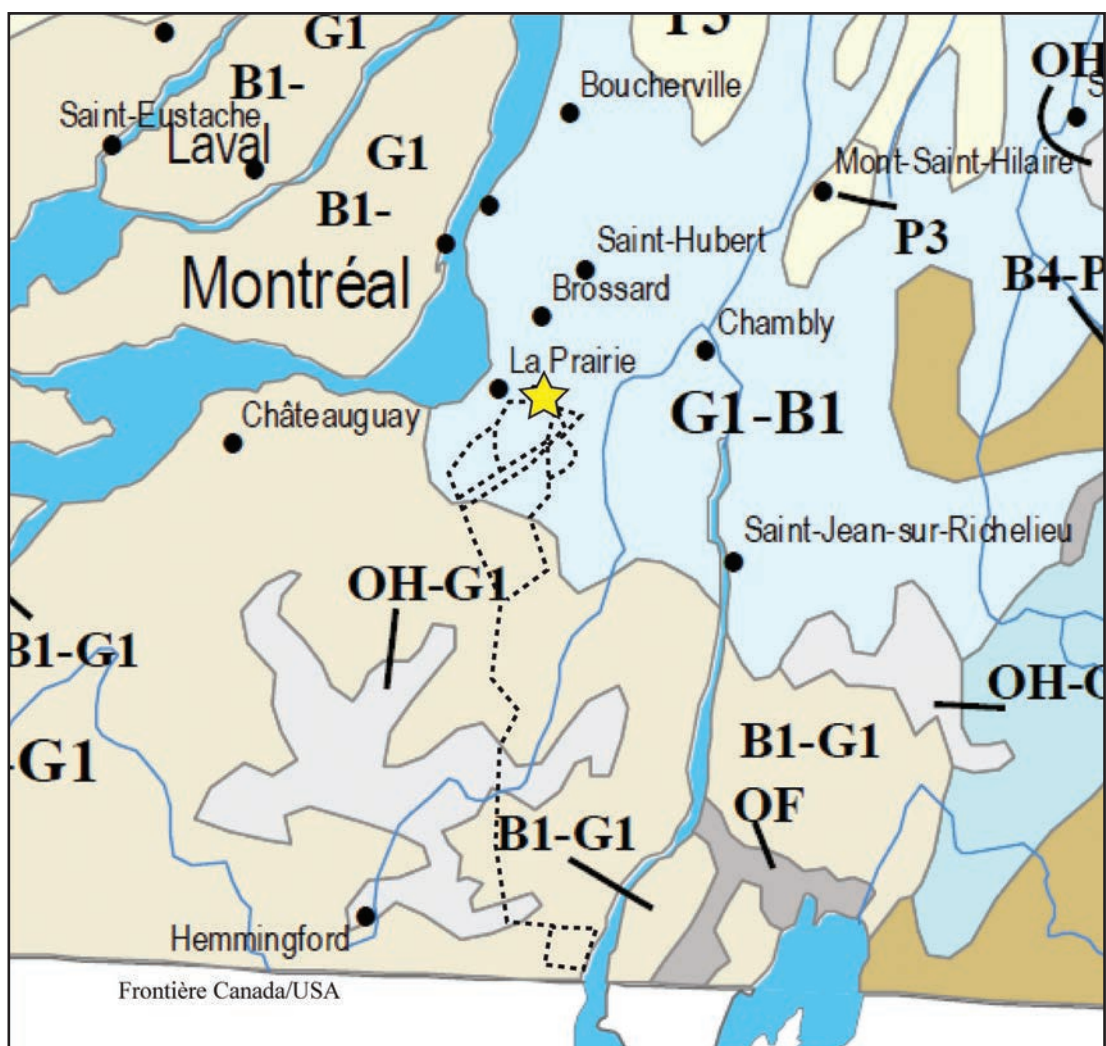 G1
P3
OH
B1-
Boucherville
S
Saint-Eustache
Laval
G1
Mont-Saint-Hilaire
B1-
P3
Saint-Hubert
Montréal
Brossard
B4-P
Chambly
La Prairie
G1-B1
Châteauguay
Saint-Jean-sur-Richelieu
OH-G1
B1-G1
OH-G
-G1
B1-G1
OF
B1-G1
Hemmingford
Frontière Canada/USA